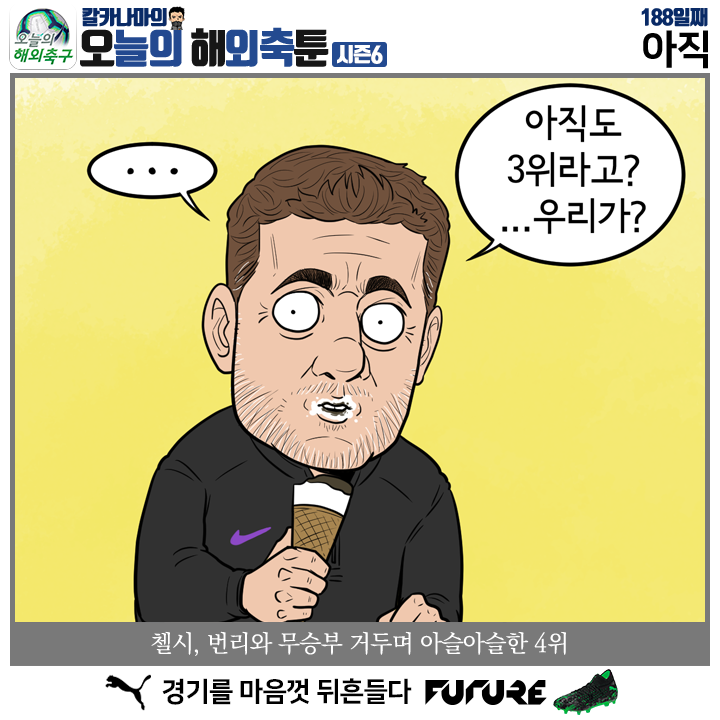 오늘의
해외축구
칼카나마의
오늘의 해외축툰
시즌6
188일째
아직
...
아직도
3위라고?
...우리가?
첼시, 번리와 무승부 거두며 아슬아슬한 4위
경기를 마음껏 뒤흔들다 FUTURE